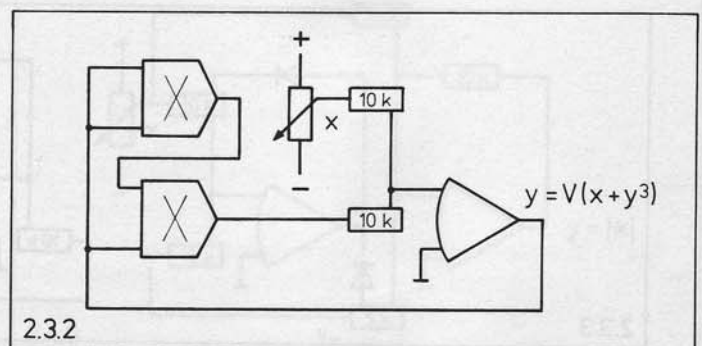 +
10 k
X
X
–
X
10 k
y = V(x + y³)
2.3.2